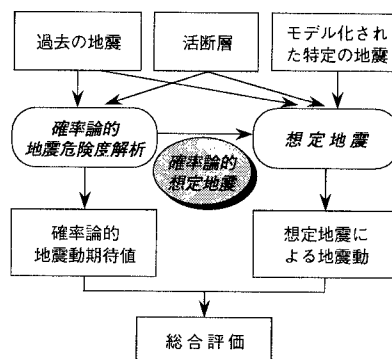 過去の地震
活断層
モデル化され
た特定の地震
確率論的
地震危険度解析
確率論的
想定地震
想定地震
確率論的
地震動期待値
想定地震に
よる地震動
総合評価